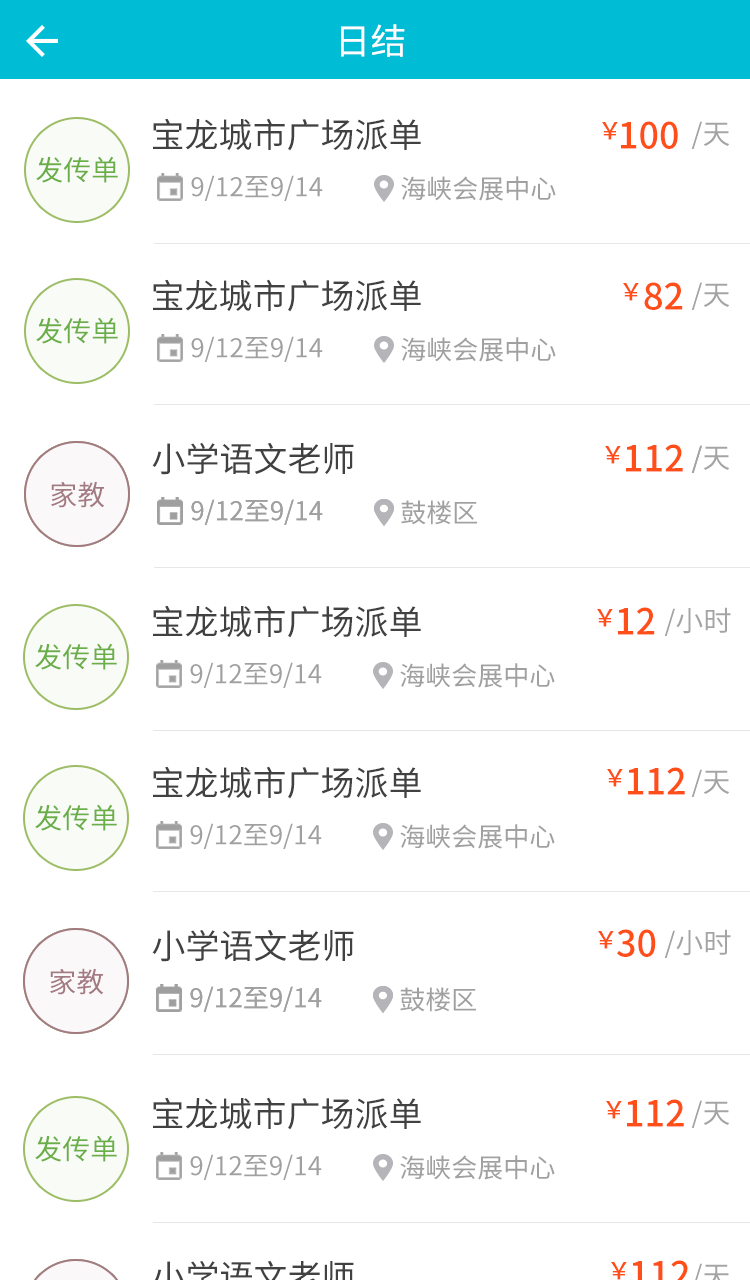 日结
发传单
宝龙城市广场派单
¥100 /天
9/12至9/14
海峡会展中心
发传单
宝龙城市广场派单
¥82 /天
9/12至9/14
海峡会展中心
家教
小学语文老师
¥112 /天
9/12至9/14
鼓楼区
发传单
宝龙城市广场派单
¥12 /小时
9/12至9/14
海峡会展中心
发传单
宝龙城市广场派单
¥112 /天
9/12至9/14
海峡会展中心
家教
小学语文老师
¥30 /小时
9/12至9/14
鼓楼区
发传单
宝龙城市广场派单
¥112 /天
9/12至9/14
海峡会展中心
小学语文老师
¥112 /天